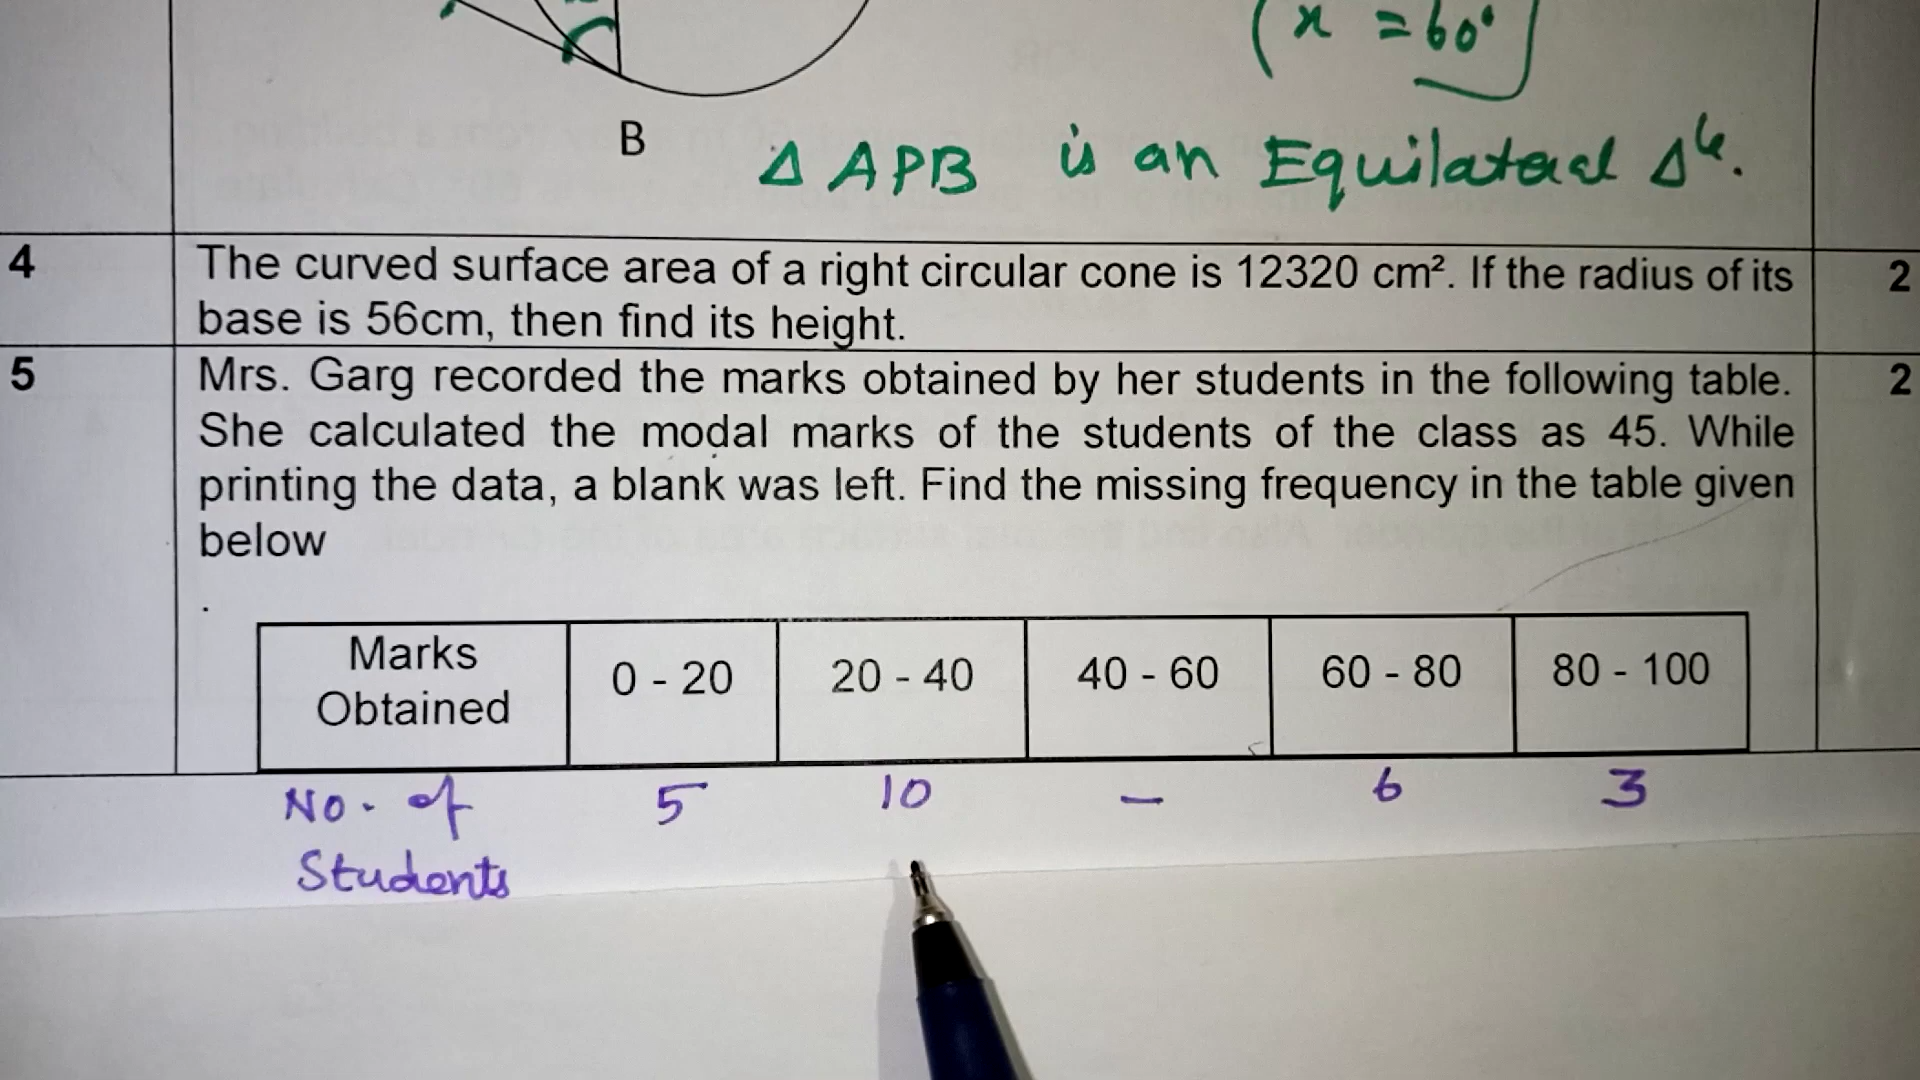 (x = 60°)
B
Δ APB is an Equilateral Δle.
4 The curved surface area of a right circular cone is 12320 cm². If the radius of its 2
base is 56cm, then find its height.
5 Mrs. Garg recorded the marks obtained by her students in the following table. 2
She calculated the modal marks of the students of the class as 45. While
printing the data, a blank was left. Find the missing frequency in the table given
below
.
Marks Obtained 0 - 20 20 - 40 40 - 60 60 - 80 80 - 100
No. of Students 5 10 – 6 3